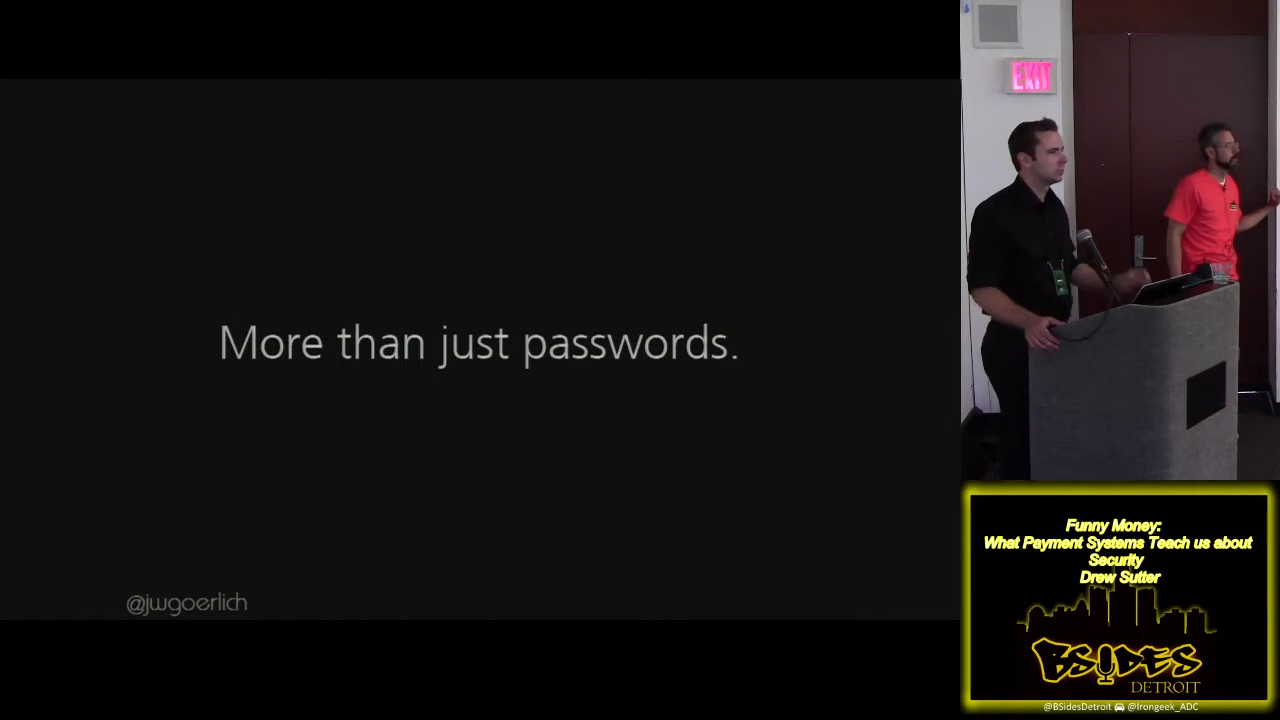 More than just passwords.
@jwgoerlich
EXIT
Funny Money:
What Payment Systems Teach us about
Security
Drew Sutter
BSIDES
DETROIT
@BSidesDetroit @Irongeek_ADC